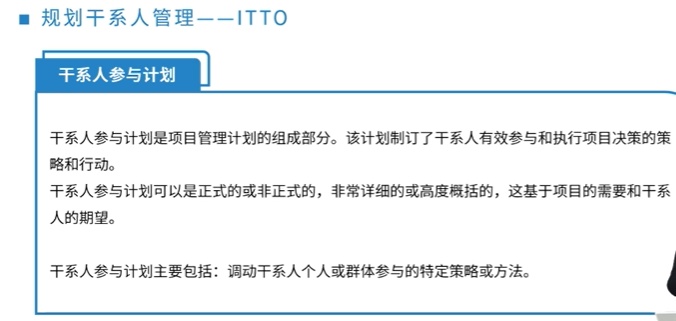 ■ 规划干系人管理——ITTO
干系人参与计划
干系人参与计划是项目管理计划的组成部分。该计划制订了干系人有效参与和执行项目决策的策
略和行动。
干系人参与计划可以是正式的或非正式的，非常详细的或高度概括的，这基于项目的需要和干系
人的期望。
干系人参与计划主要包括：调动干系人个人或群体参与的特定策略或方法。